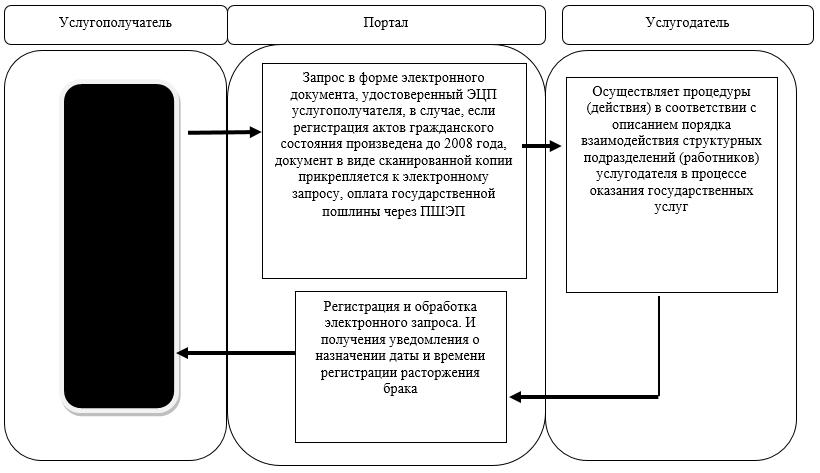 Услугополучатель
Портал
Услугодатель
Запрос в форме электронного
документа, удостоверенный ЭЦП
услугополучателя, в случае, если
регистрация актов гражданского
состояния произведена до 2008 года,
документ в виде сканированной копии
прикрепляется к электронному
запросу, оплата государственной
пошлины через ПШЭП
Осуществляет процедуры
(действия) в соответствии с
описанием порядка
взаимодействия структурных
подразделений (работников)
услугодателя в процессе
оказания государственных
услуг
Регистрация и обработка
электронного запроса. И
получения уведомления о
назначении даты и времени
регистрации расторжения
брака